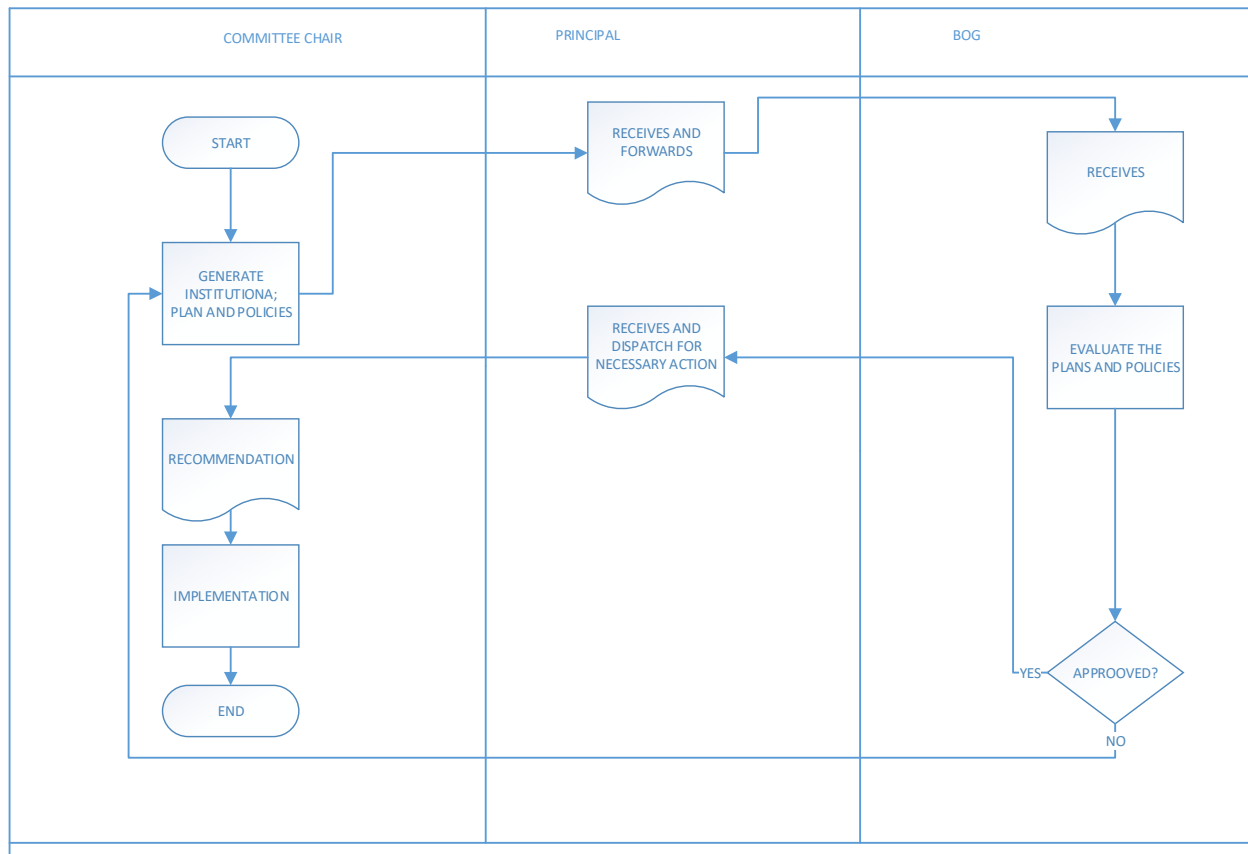 COMMITTEE CHAIR
PRINCIPAL
BOG
START
RECEIVES AND
FORWARDS
RECEIVES
GENERATE
INSTITUTIONA;
PLAN AND POLICIES
RECEIVES AND
DISPATCH FOR
NECESSARY ACTION
EVALUATE THE
PLANS AND POLICIES
RECOMMENDATION
IMPLEMENTATION
YES
APPROOVED?
END
NO